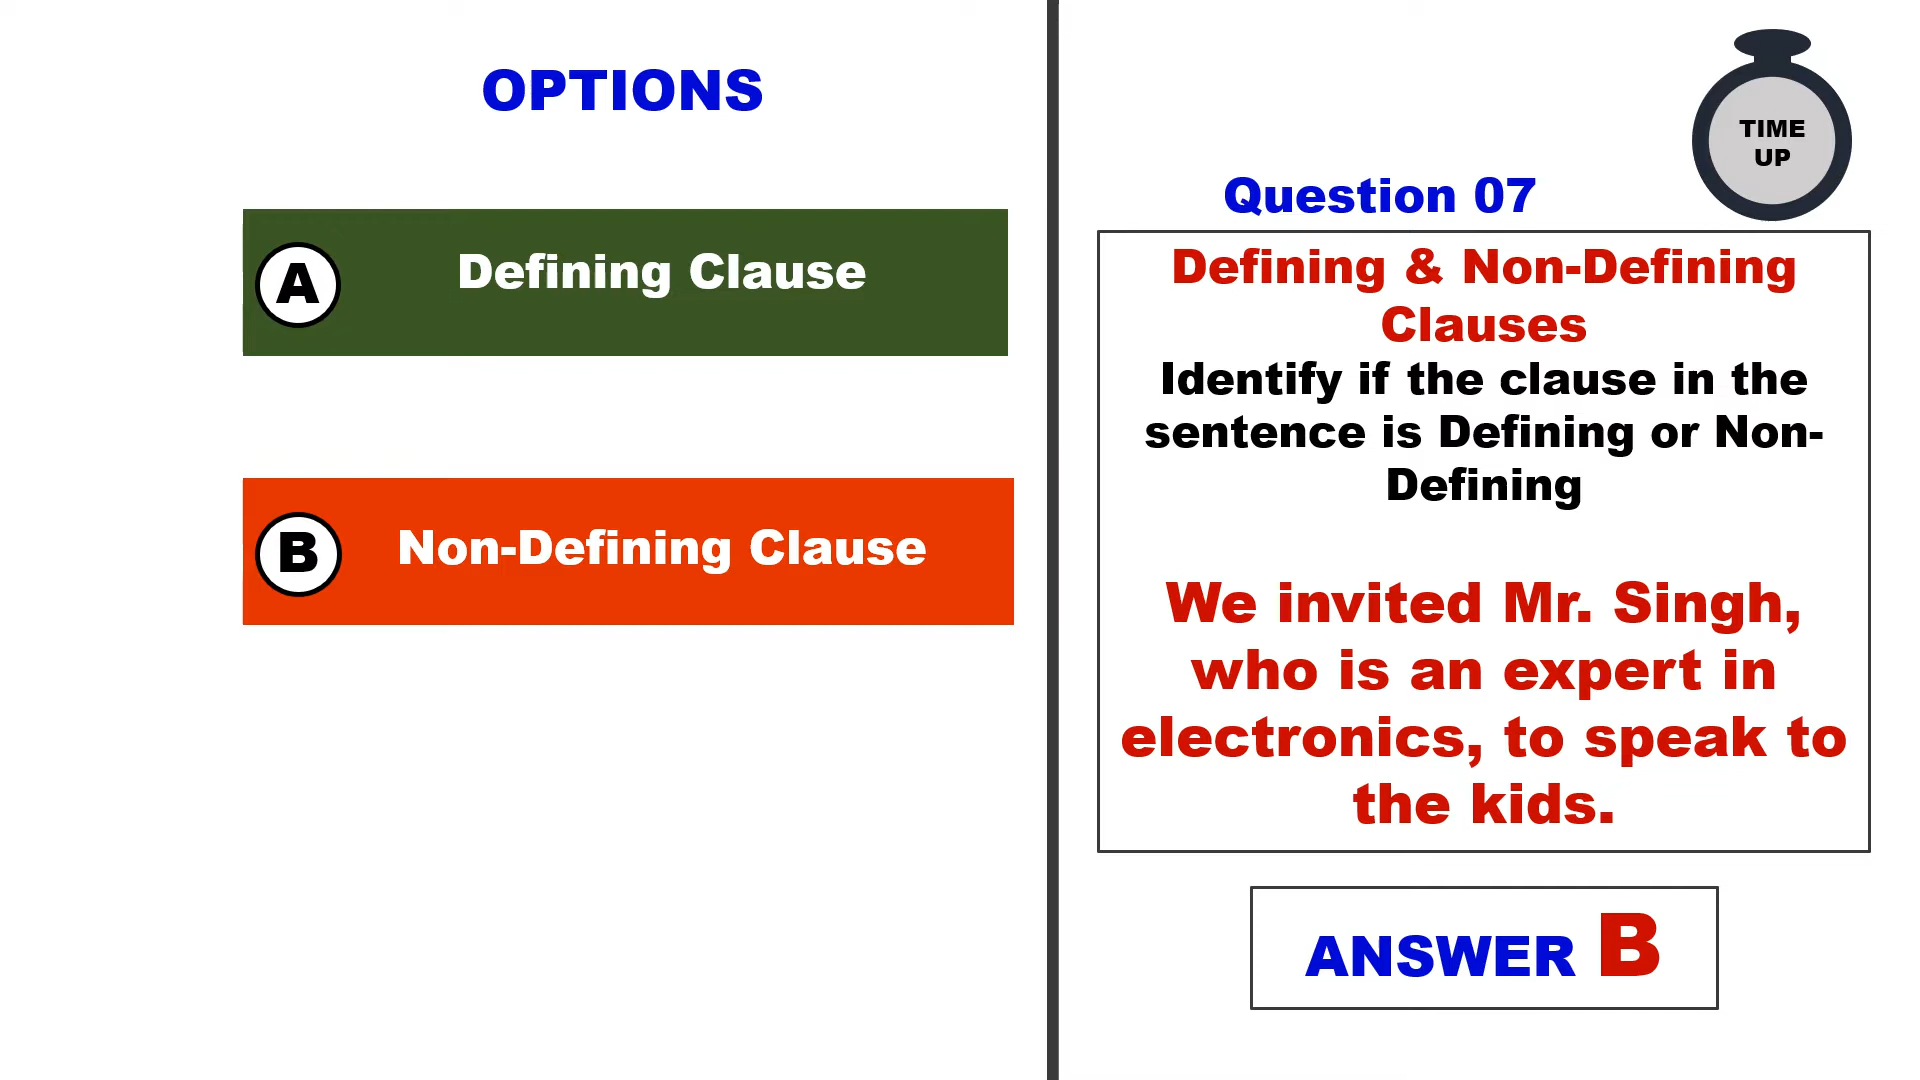 OPTIONS
A Defining Clause
B Non-Defining Clause
TIME
UP
Question 07
Defining & Non-Defining
Clauses
Identify if the clause in the
sentence is Defining or Non-
Defining
We invited Mr. Singh,
who is an expert in
electronics, to speak to
the kids.
ANSWER B